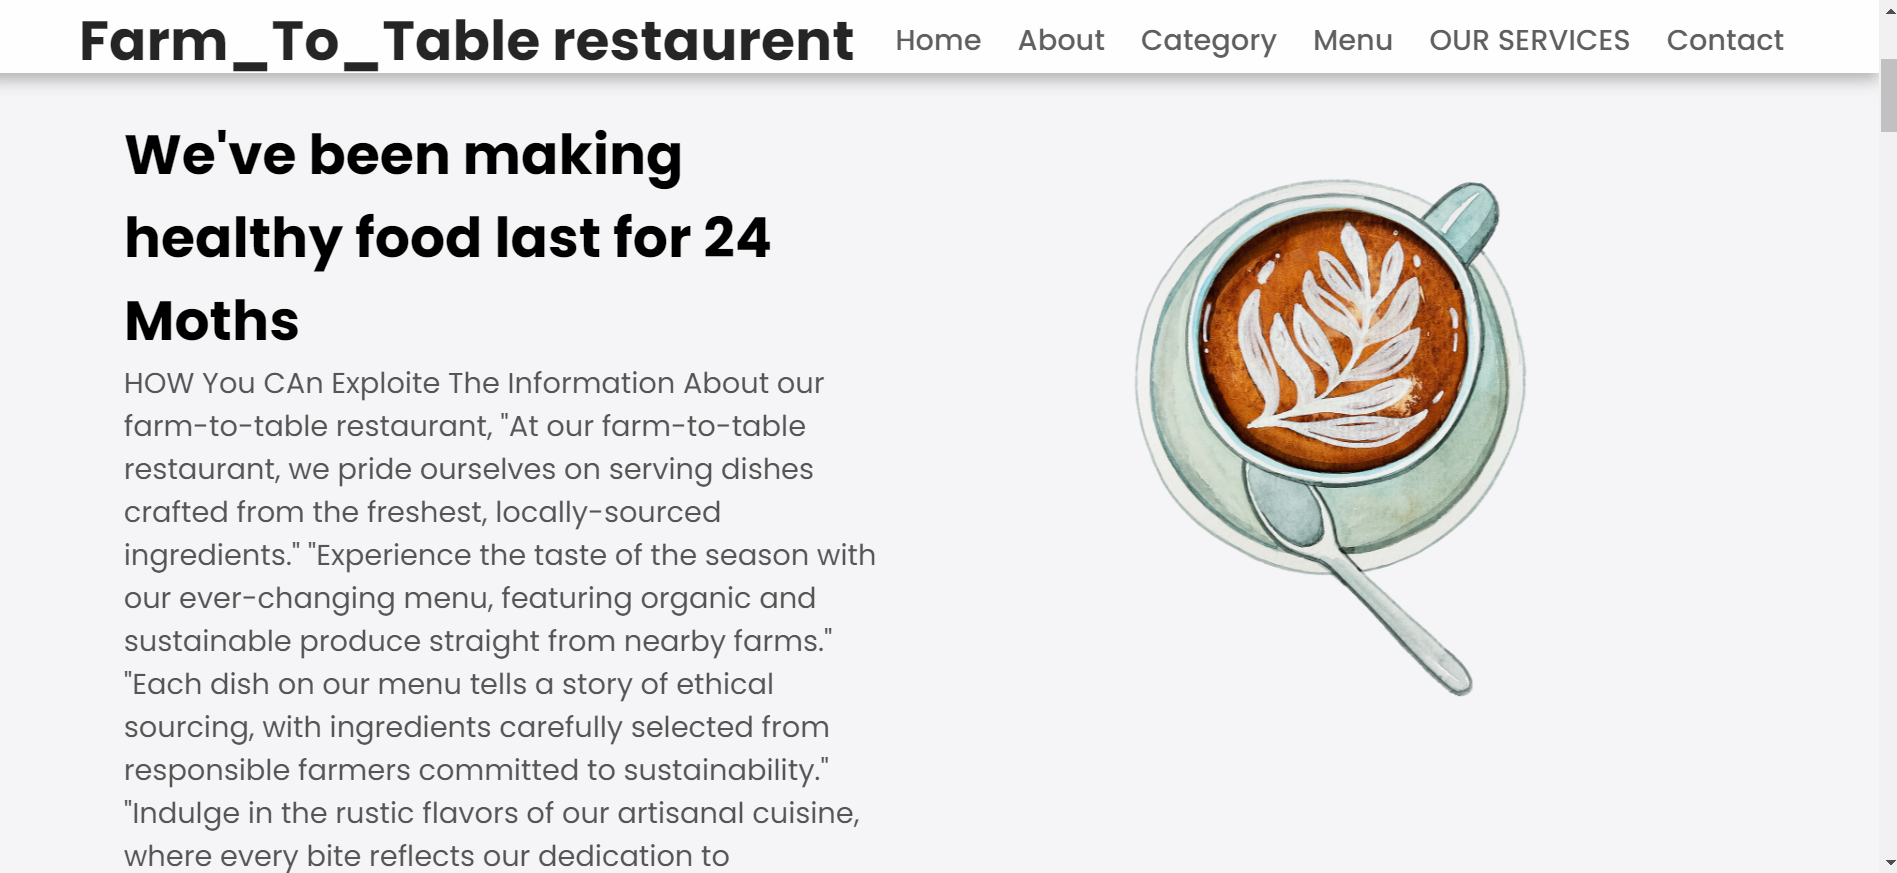 Farm_To_Table restaurent Home About Category Menu OUR SERVICES Contact
We've been making
healthy food last for 24
Moths
HOW You CAn Exploite The Information About our
farm-to-table restaurant, "At our farm-to-table
restaurant, we pride ourselves on serving dishes
crafted from the freshest, locally-sourced
ingredients." "Experience the taste of the season with
our ever-changing menu, featuring organic and
sustainable produce straight from nearby farms."
"Each dish on our menu tells a story of ethical
sourcing, with ingredients carefully selected from
responsible farmers committed to sustainability."
"Indulge in the rustic flavors of our artisanal cuisine,
where every bite reflects our dedication to